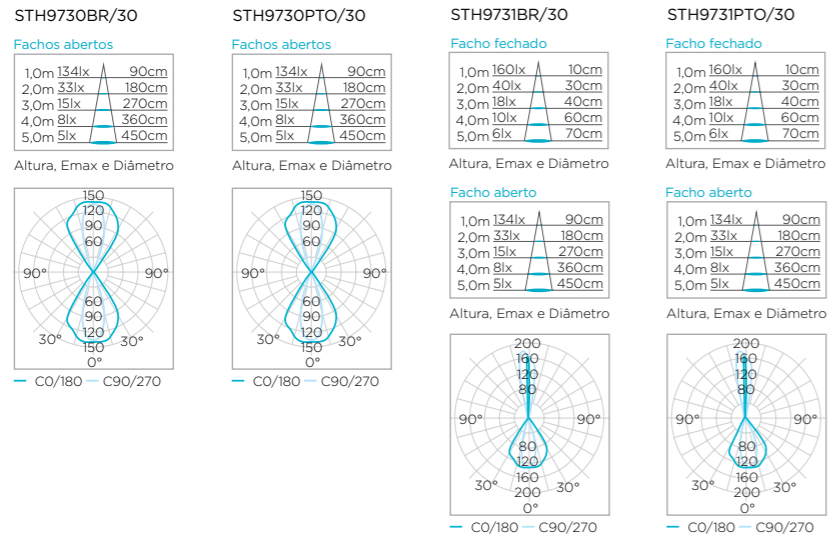 STH9730BR/30
Fachos abertos
1,0m 134lx 90cm
2,0m 33lx 180cm
3,0m 15lx 270cm
4,0m 8lx 360cm
5,0m 5lx 450cm
Altura, Emax e Diâmetro
150
120
90
60
90° 90°
60
90
120
30° 150 30°
0°
C0/180 C90/270
STH9730PTO/30
Fachos abertos
1,0m 134lx 90cm
2,0m 33lx 180cm
3,0m 15lx 270cm
4,0m 8lx 360cm
5,0m 5lx 450cm
Altura, Emax e Diâmetro
150
120
90
60
90° 90°
60
90
120
30° 150 30°
0°
C0/180 C90/270
STH9731BR/30
Facho fechado
1,0m 160lx 10cm
2,0m 40lx 30cm
3,0m 18lx 40cm
4,0m 10lx 60cm
5,0m 6lx 70cm
Altura, Emax e Diâmetro
Facho aberto
1,0m 134lx 90cm
2,0m 33lx 180cm
3,0m 15lx 270cm
4,0m 8lx 360cm
5,0m 5lx 450cm
Altura, Emax e Diâmetro
200
160
120
80
90° 90°
80
120
160
30° 200 30°
0°
C0/180 C90/270
STH9731PTO/30
Facho fechado
1,0m 160lx 10cm
2,0m 40lx 30cm
3,0m 18lx 40cm
4,0m 10lx 60cm
5,0m 6lx 70cm
Altura, Emax e Diâmetro
Facho aberto
1,0m 134lx 90cm
2,0m 33lx 180cm
3,0m 15lx 270cm
4,0m 8lx 360cm
5,0m 5lx 450cm
Altura, Emax e Diâmetro
200
160
120
80
90° 90°
80
120
160
30° 200 30°
0°
C0/180 C90/270